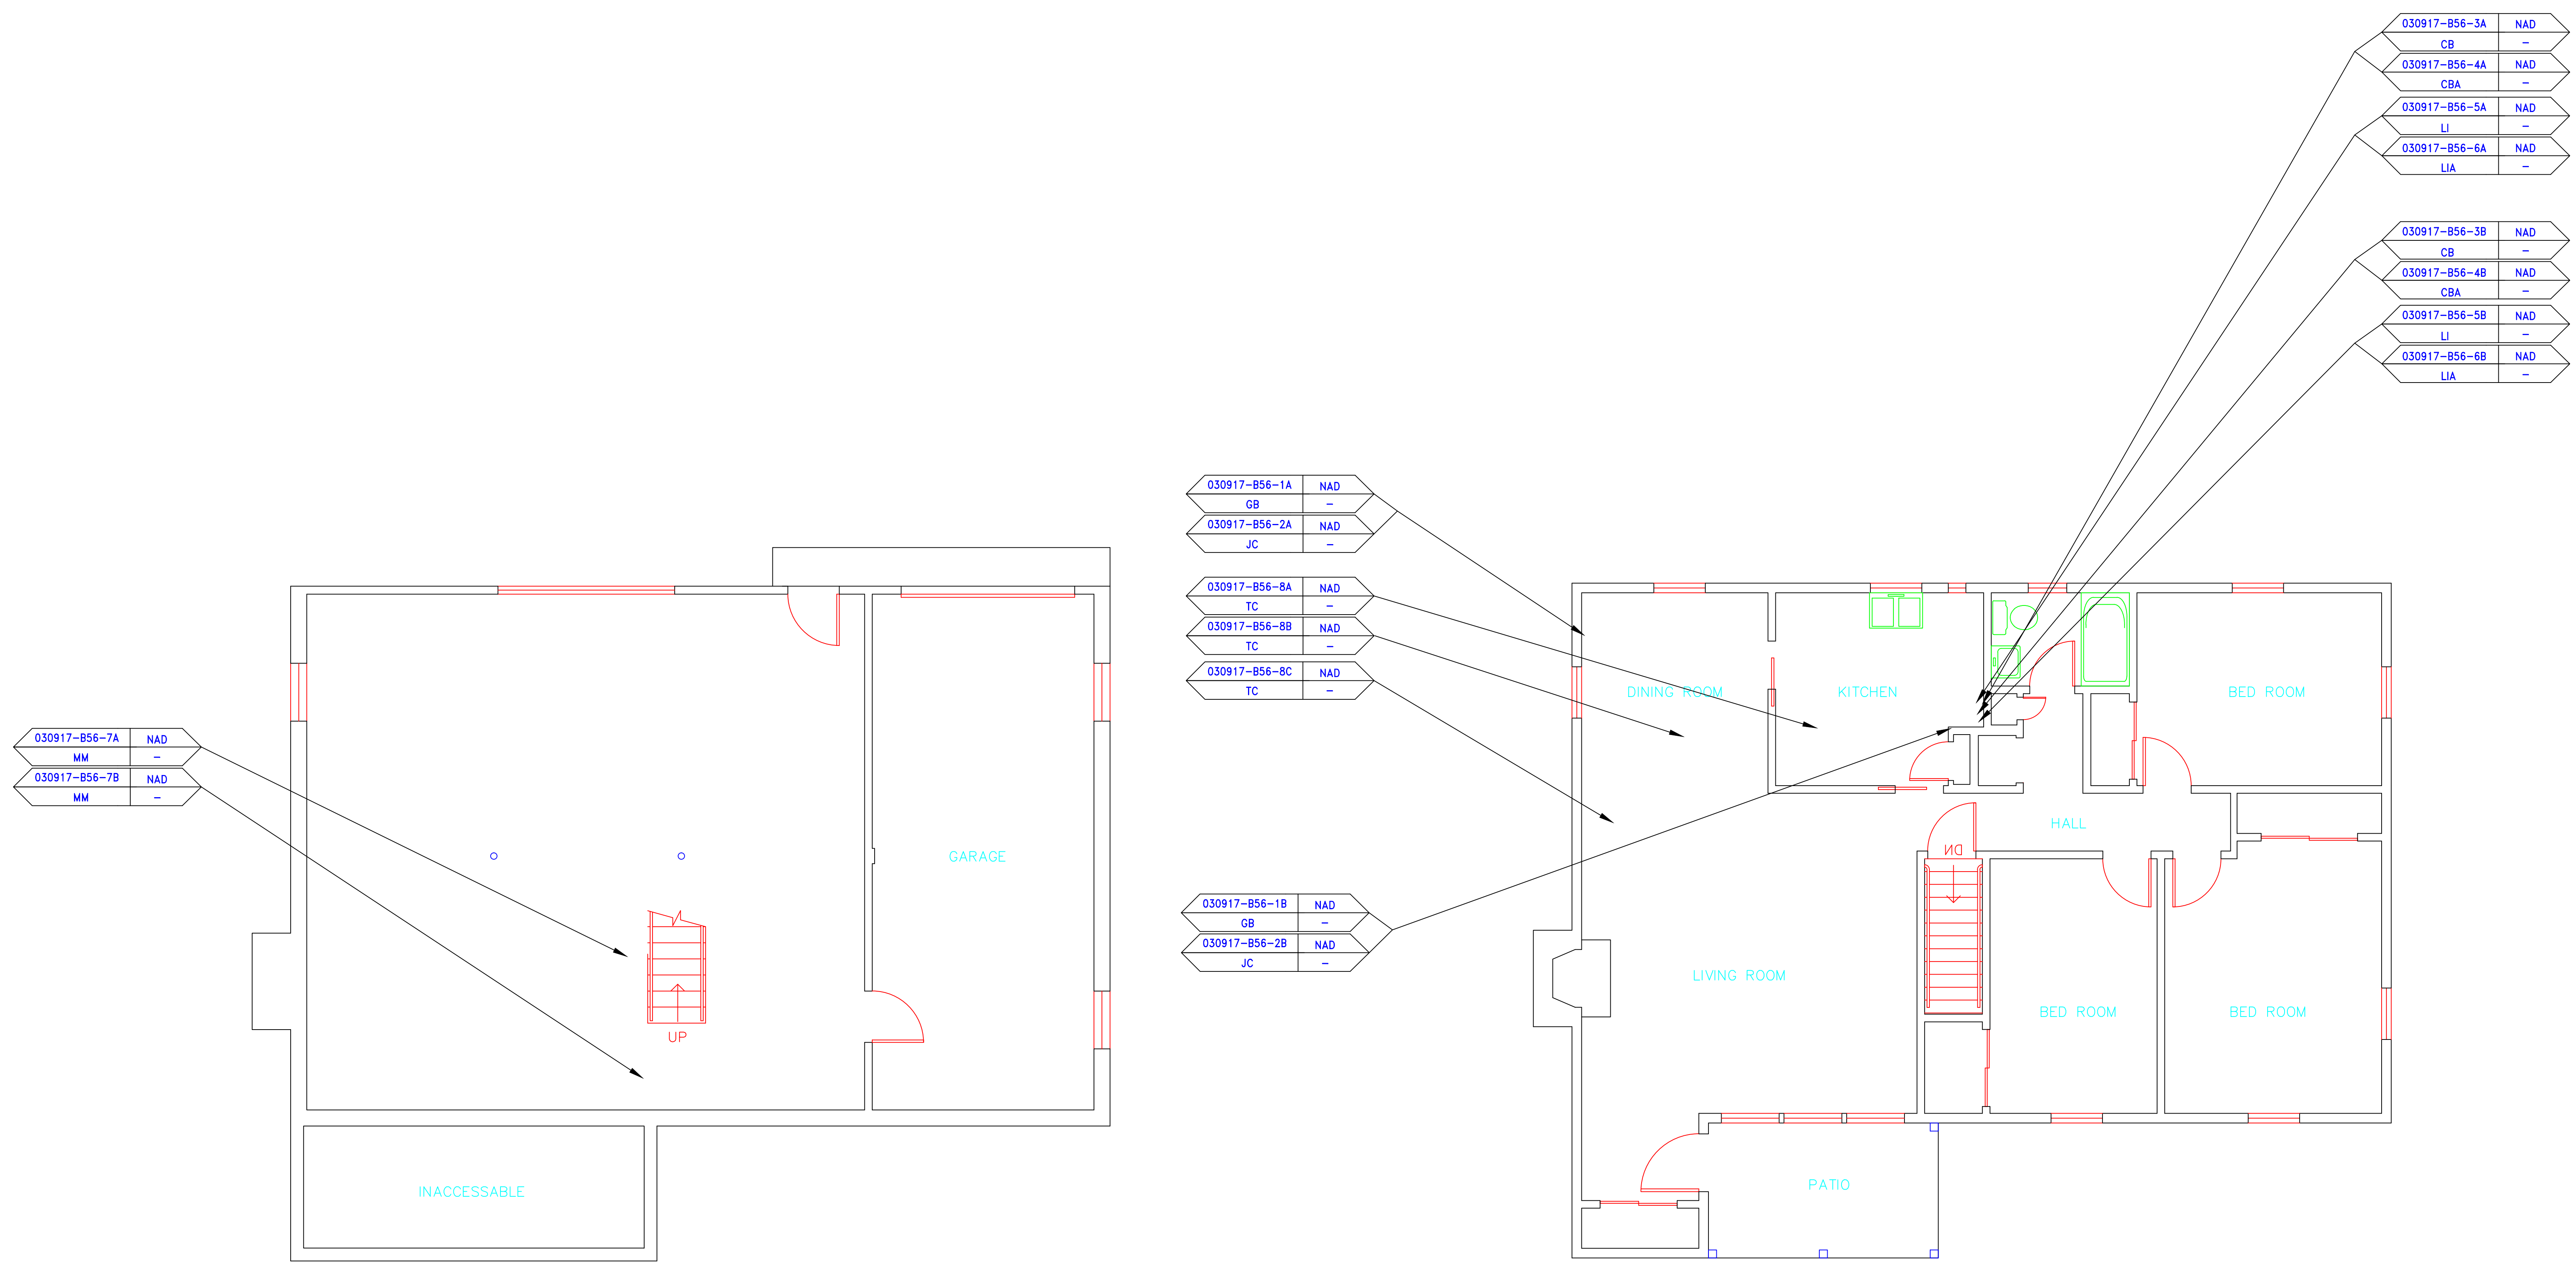 030917-B56-3A NAD
CB -
030917-B56-4A NAD
CBA -
030917-B56-5A NAD
LI -
030917-B56-6A NAD
LIA -
030917-B56-3B NAD
CB -
030917-B56-4B NAD
CBA -
030917-B56-5B NAD
LI -
030917-B56-6B NAD
LIA -
030917-B56-1A NAD
GB -
030917-B56-2A NAD
JC -
030917-B56-8A NAD
TC -
030917-B56-8B NAD
TC -
030917-B56-8C NAD
TC -
030917-B56-7A NAD
MM -
030917-B56-7B NAD
MM -
030917-B56-1B NAD
GB -
030917-B56-2B NAD
JC -
GARAGE
UP
INACCESSABLE
DINING ROOM
KITCHEN
BED ROOM
HALL
DN
LIVING ROOM
BED ROOM
BED ROOM
PATIO